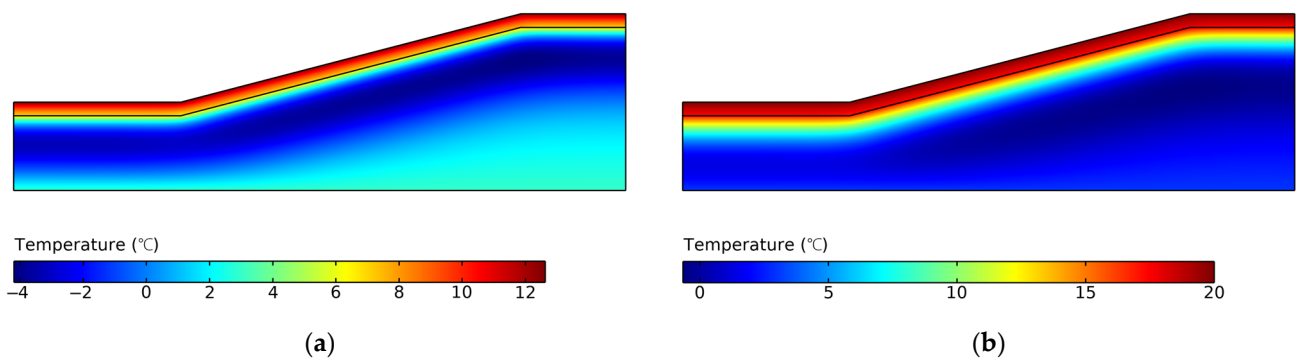 Temperature (℃)
−4 −2 0 2 4 6 8 10 12
(a)
Temperature (℃)
0 5 10 15 20
(b)